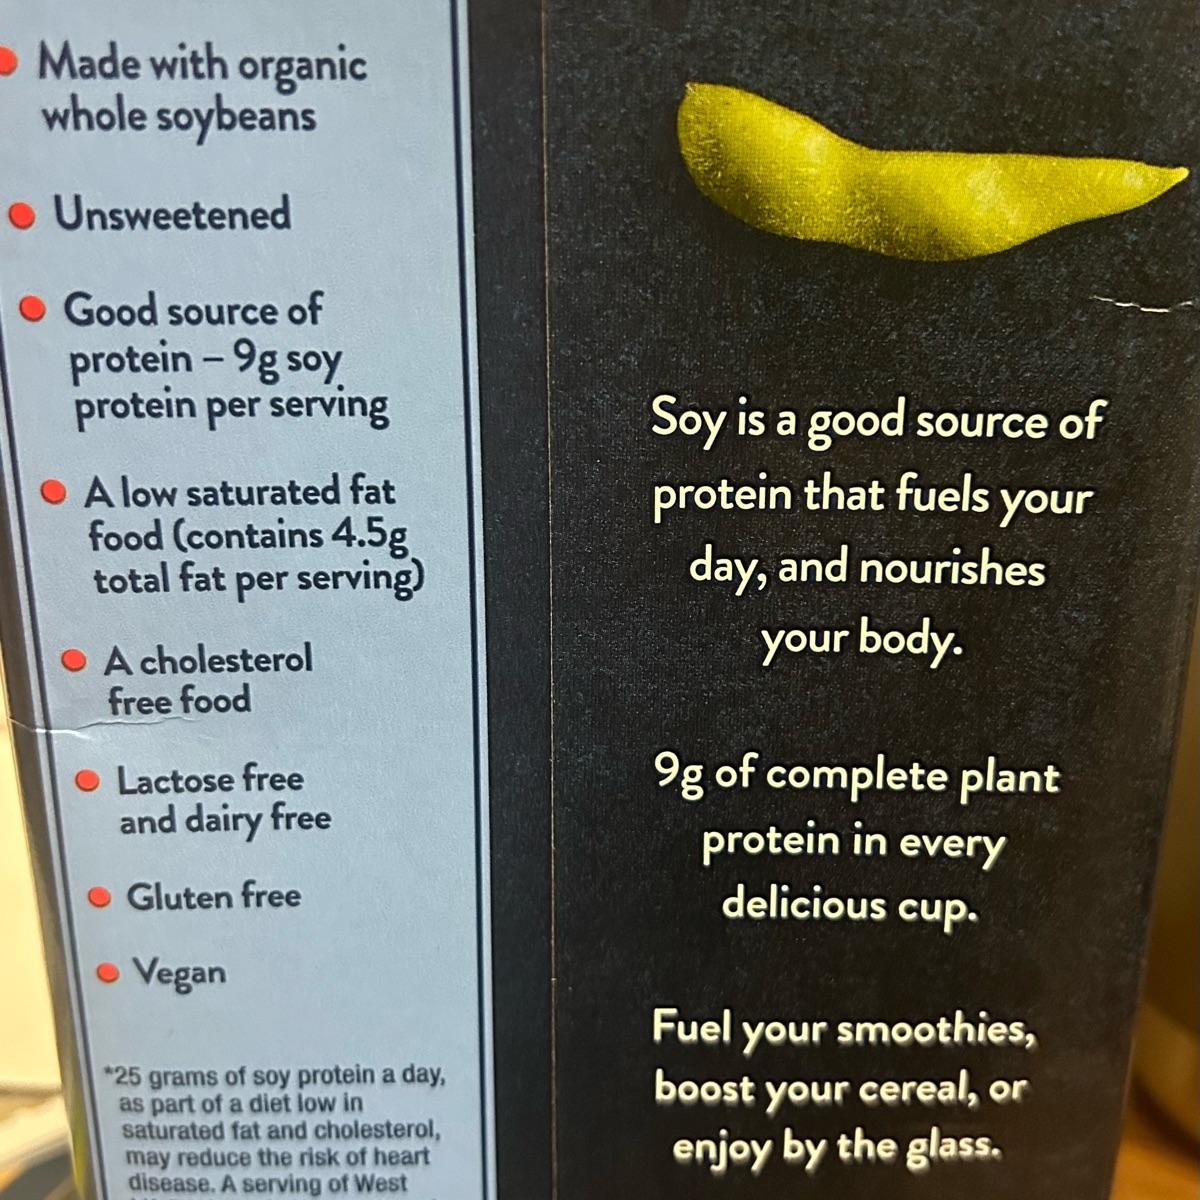 Made with organic
whole soybeans
Unsweetened
Good source of
protein – 9g soy
protein per serving
A low saturated fat
food (contains 4.5g
total fat per serving)
A cholesterol
free food
Lactose free
and dairy free
Gluten free
Vegan
*25 grams of soy protein a day,
as part of a diet low in
saturated fat and cholesterol,
may reduce the risk of heart
disease. A serving of West
Soy is a good source of
protein that fuels your
day, and nourishes
your body.
9g of complete plant
protein in every
delicious cup.
Fuel your smoothies,
boost your cereal, or
enjoy by the glass.